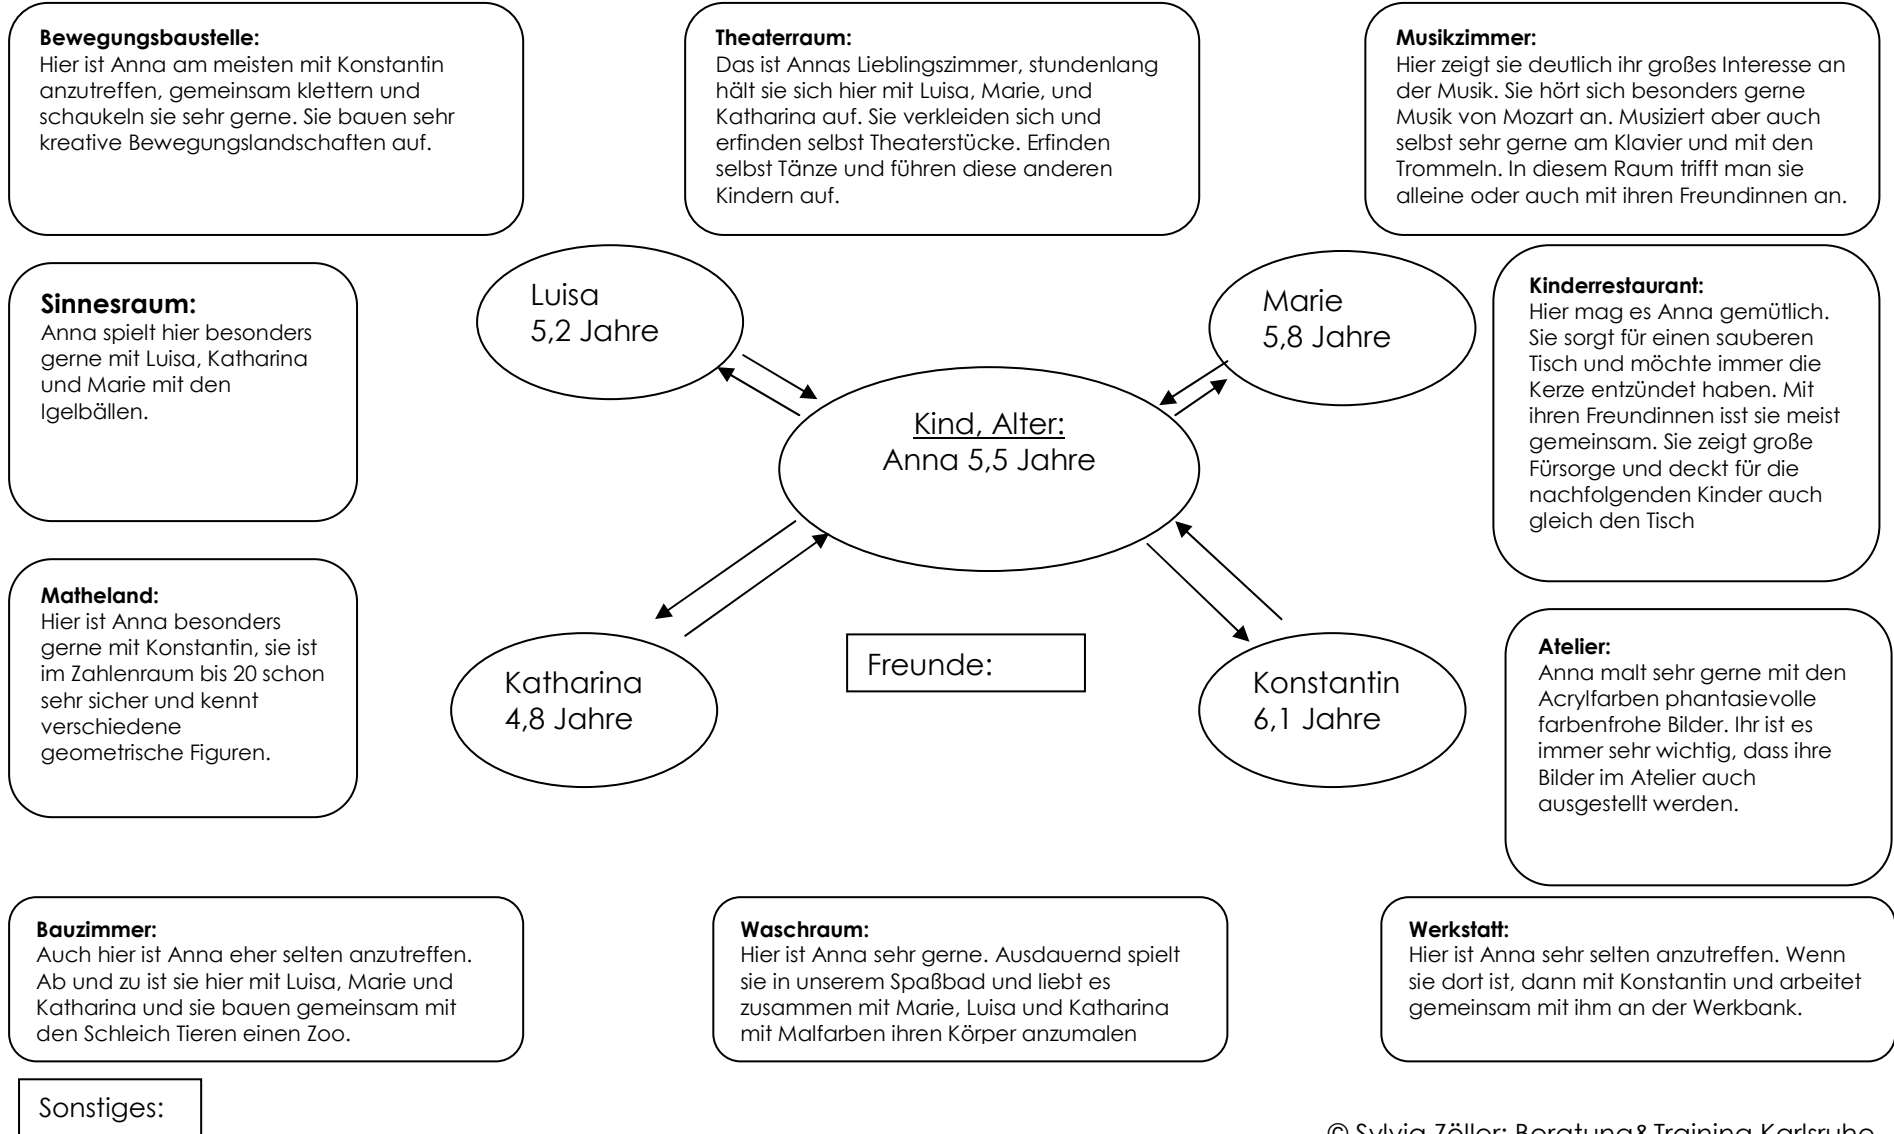 Bewegungsbaustelle:
Hier ist Anna am meisten mit Konstantin
anzutreffen, gemeinsam klettern und
schaukeln sie sehr gerne. Sie bauen sehr
kreative Bewegungslandschaften auf.
Theaterraum:
Das ist Annas Lieblingszimmer, stundenlang
hält sie sich hier mit Luisa, Marie, und
Katharina auf. Sie verkleiden sich und
erfinden selbst Theaterstücke. Erfinden
selbst Tänze und führen diese anderen
Kindern auf.
Musikzimmer:
Hier zeigt sie deutlich ihr großes Interesse an
der Musik. Sie hört sich besonders gerne
Musik von Mozart an. Musiziert aber auch
selbst sehr gerne am Klavier und mit den
Trommeln. In diesem Raum trifft man sie
alleine oder auch mit ihren Freundinnen an.
Sinnesraum:
Anna spielt hier besonders
gerne mit Luisa, Katharina
und Marie mit den
Igelbällen.
Luisa
5,2 Jahre
Marie
5,8 Jahre
Kinderrestaurant:
Hier mag es Anna gemütlich.
Sie sorgt für einen sauberen
Tisch und möchte immer die
Kerze entzündet haben. Mit
ihren Freundinnen isst sie meist
gemeinsam. Sie zeigt große
Fürsorge und deckt für die
nachfolgenden Kinder auch
gleich den Tisch
Kind, Alter:
Anna 5,5 Jahre
Matheland:
Hier ist Anna besonders
gerne mit Konstantin, sie ist
im Zahlenraum bis 20 schon
sehr sicher und kennt
verschiedene
geometrische Figuren.
Katharina
4,8 Jahre
Freunde:
Konstantin
6,1 Jahre
Atelier:
Anna malt sehr gerne mit den
Acrylfarben phantasievolle
farbenfrohe Bilder. Ihr ist es
immer sehr wichtig, dass ihre
Bilder im Atelier auch
ausgestellt werden.
Bauzimmer:
Auch hier ist Anna eher selten anzutreffen.
Ab und zu ist sie hier mit Luisa, Marie und
Katharina und sie bauen gemeinsam mit
den Schleich Tieren einen Zoo.
Waschraum:
Hier ist Anna sehr gerne. Ausdauernd spielt
sie in unserem Spaßbad und liebt es
zusammen mit Marie, Luisa und Katharina
mit Malfarben ihren Körper anzumalen
Werkstatt:
Hier ist Anna sehr selten anzutreffen. Wenn
sie dort ist, dann mit Konstantin und arbeitet
gemeinsam mit ihm an der Werkbank.
Sonstiges:
© Sylvia Zöller: Beratung&Training Karlsruhe